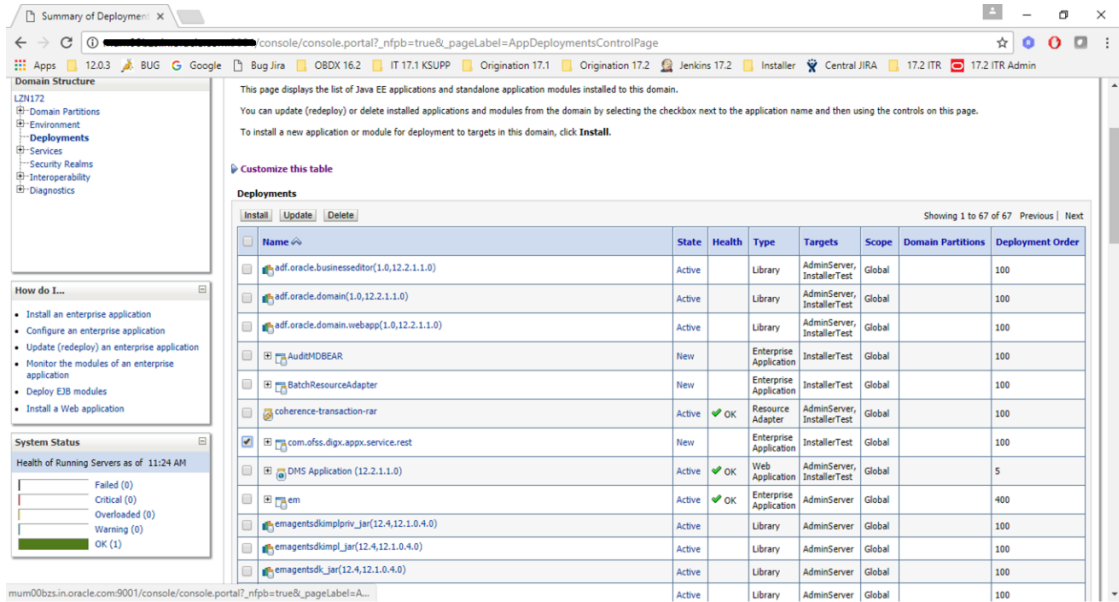 Summary of Deployment
/console/console.portal?_nfpb=true&_pageLabel=AppDeploymentsControlPage
Apps 12.0.3 BUG Google Bug Jira OBDX 16.2 IT 17.1 KSUPP Origination 17.1 Origination 17.2 Jenkins 17.2 Installer Central JIRA 17.2 ITR 17.2 ITR Admin
Domain Structure
LZN172
Domain Partitions
Environment
Deployments
Services
Security Realms
Interoperability
Diagnostics
How do I...
Install an enterprise application
Configure an enterprise application
Update (redeploy) an enterprise application
Monitor the modules of an enterprise
application
Deploy EJB modules
Install a Web application
System Status
Health of Running Servers as of 11:24 AM
Failed (0)
Critical (0)
Overloaded (0)
Warning (0)
OK (1)
This page displays the list of Java EE applications and standalone application modules installed to this domain.
You can update (redeploy) or delete installed applications and modules from the domain by selecting the checkbox next to the application name and then using the controls on this page.
To install a new application or module for deployment to targets in this domain, click Install.
Customize this table
Deployments
Install Update Delete Showing 1 to 67 of 67 Previous | Next
Name State Health Type Targets Scope Domain Partitions Deployment Order
adf.oracle.businesseditor(1.0,12.2.1.1.0) Active Library AdminServer, InstallerTest Global 100
adf.oracle.domain(1.0,12.2.1.1.0) Active Library AdminServer, InstallerTest Global 100
adf.oracle.domain.webapp(1.0,12.2.1.1.0) Active Library AdminServer, InstallerTest Global 100
AuditMDBEAR New Enterprise Application InstallerTest Global 100
BatchResourceAdapter New Enterprise Application InstallerTest Global 100
coherence-transaction-rar Active OK Resource Adapter AdminServer, InstallerTest Global 100
com.ofss.digx.appx.service.rest New Enterprise Application InstallerTest Global 100
DMS Application (12.2.1.1.0) Active OK Web Application AdminServer, InstallerTest Global 5
em Active OK Enterprise Application AdminServer Global 400
emagentsdkimplpriv_jar(12.4,12.1.0.4.0) Active Library AdminServer Global 100
emagentsdkimpl_jar(12.4,12.1.0.4.0) Active Library AdminServer Global 100
emagentsdk_jar(12.4,12.1.0.4.0) Active Library AdminServer Global 100
Active Library AdminServer Global 100
mum00bzs.in.oracle.com:9001/console/console.portal?_nfpb=true&_pageLabel=A...